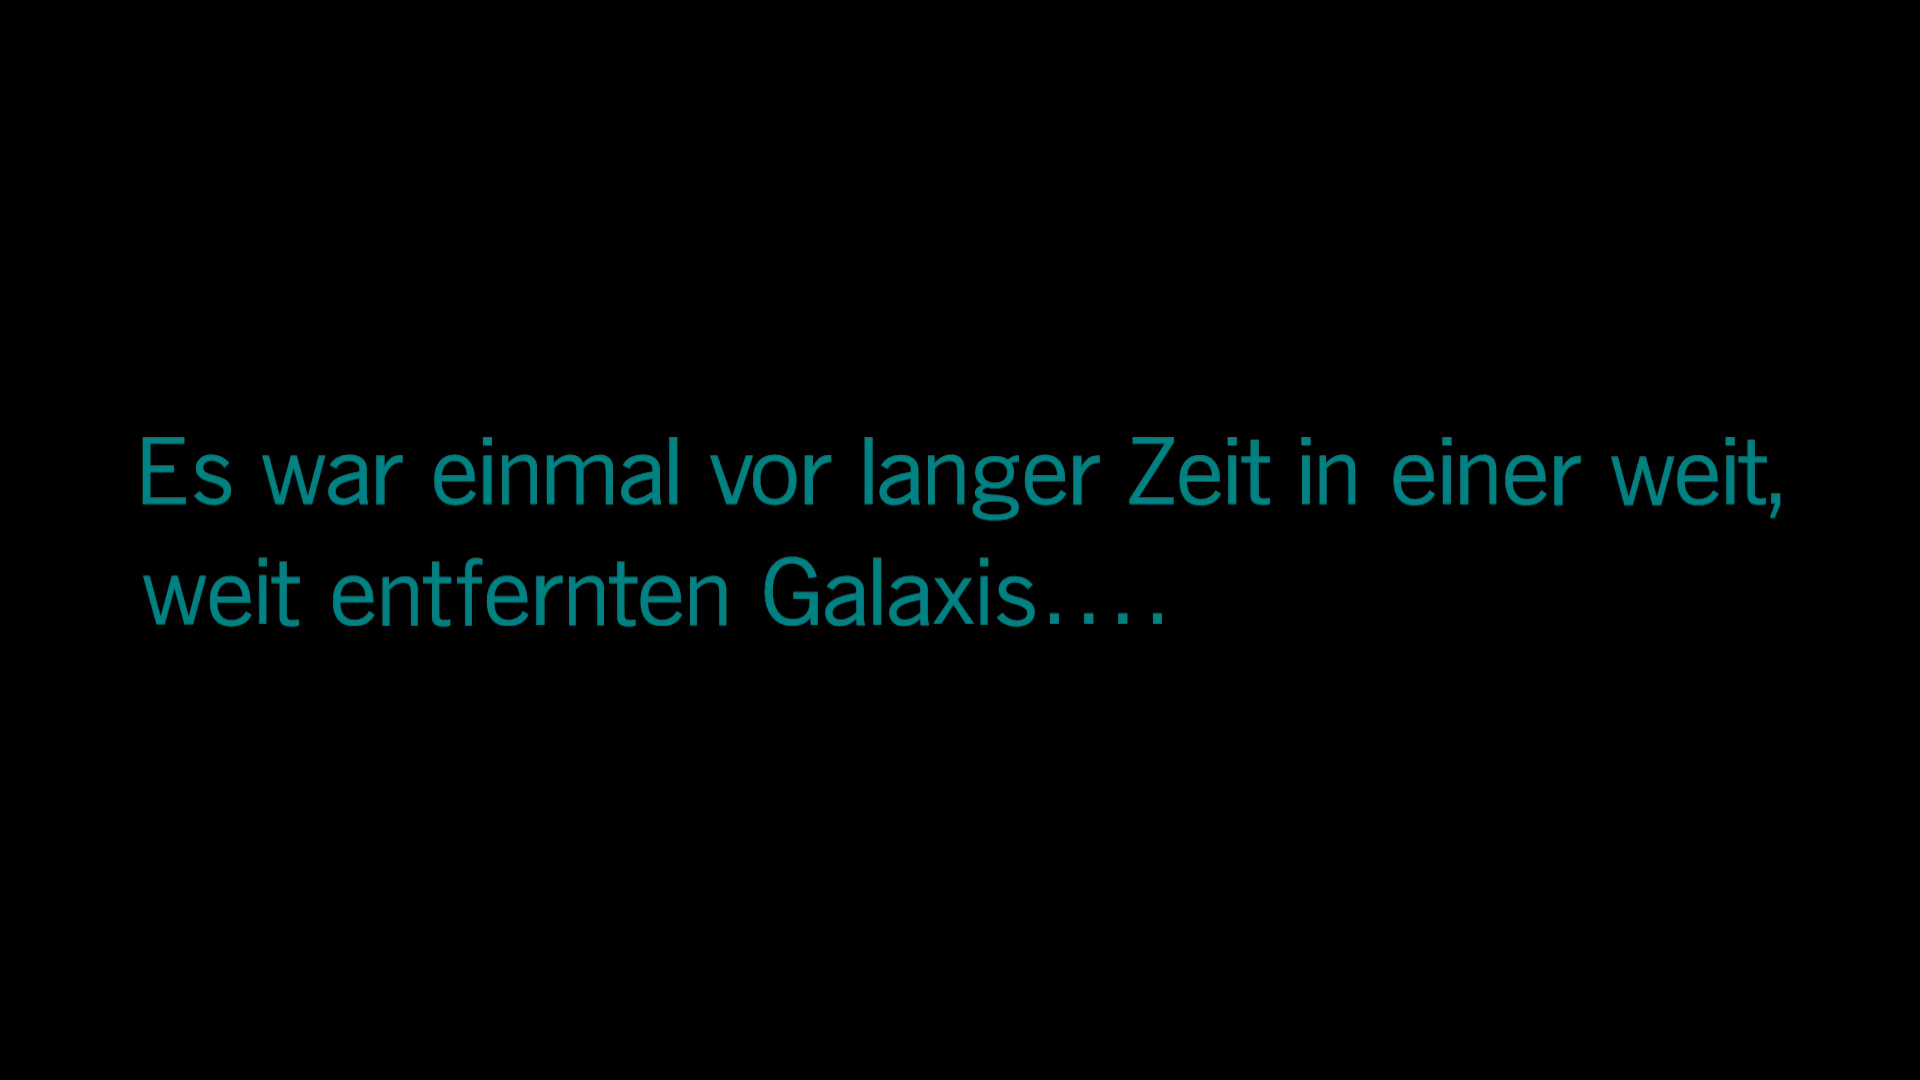 Es war einmal vor langer Zeit in einer weit,
weit entfernten Galaxis....